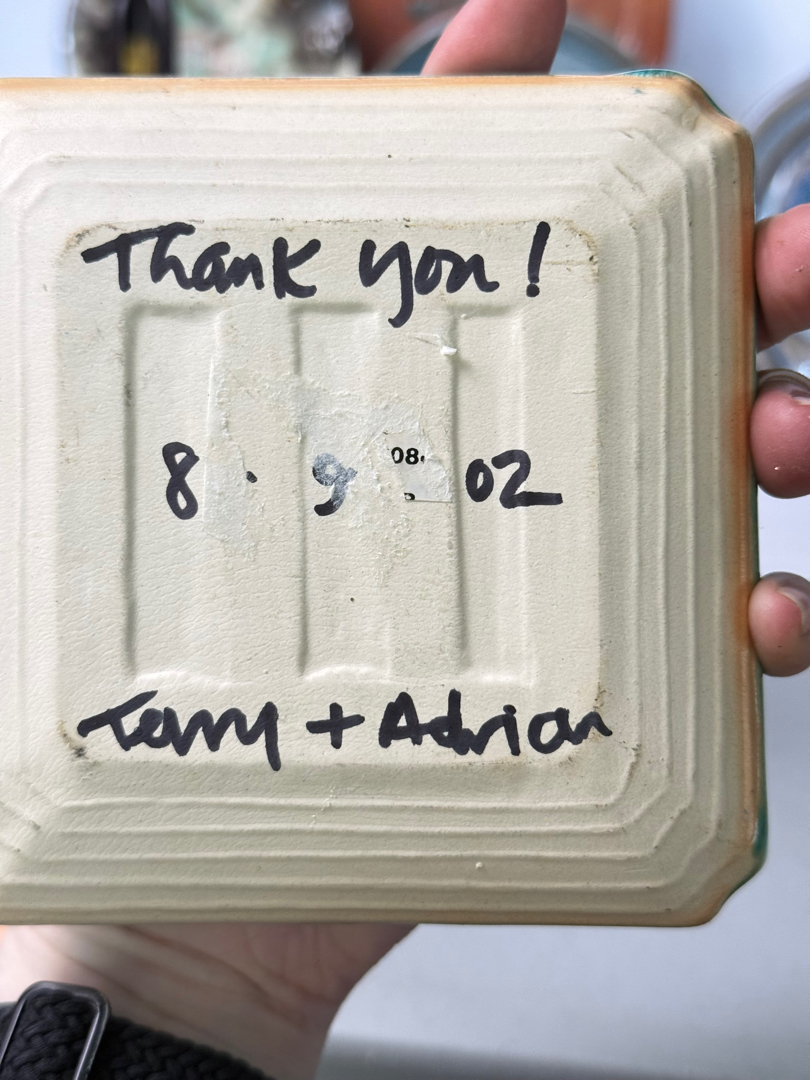 Thank you!
8 · 9 08 02
Terry + Adrian